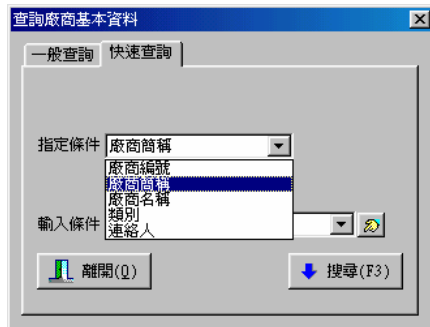 查詢廠商基本資料
一般查詢 快速查詢
指定條件 廠商簡稱
廠商編號
廠商簡稱
廠商名稱
類別
連絡人
輸入條件
離開(Q) 搜尋(F3)